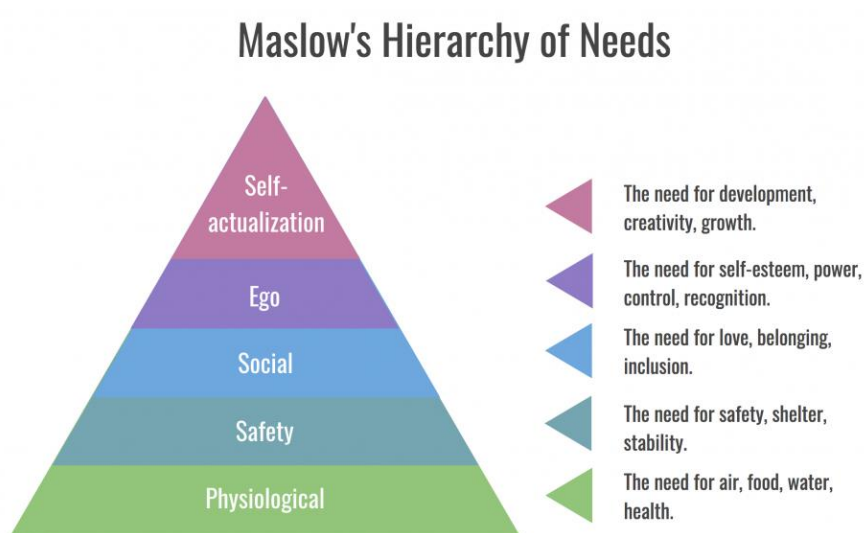 Maslow's Hierarchy of Needs
Self-
actualization
The need for development,
creativity, growth.
Ego
The need for self-esteem, power,
control, recognition.
Social
The need for love, belonging,
inclusion.
Safety
The need for safety, shelter,
stability.
Physiological
The need for air, food, water,
health.